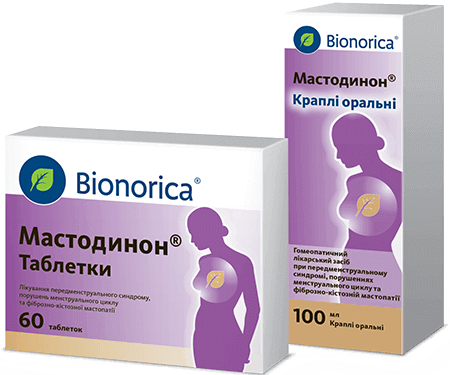 Bionorica®
Мастодинон®
Таблетки
Лікування передменструального синдрому,
порушень менструального циклу
та фіброзно-кістозної мастопатії
60 таблеток
Bionorica®
Мастодинон®
Краплі оральні
Гомеопатичний
лікарський засіб
при передменструальному
синдромі, порушеннях
менструального циклу та
фіброзно-кістозній мастопатії
100 мл
Краплі оральні